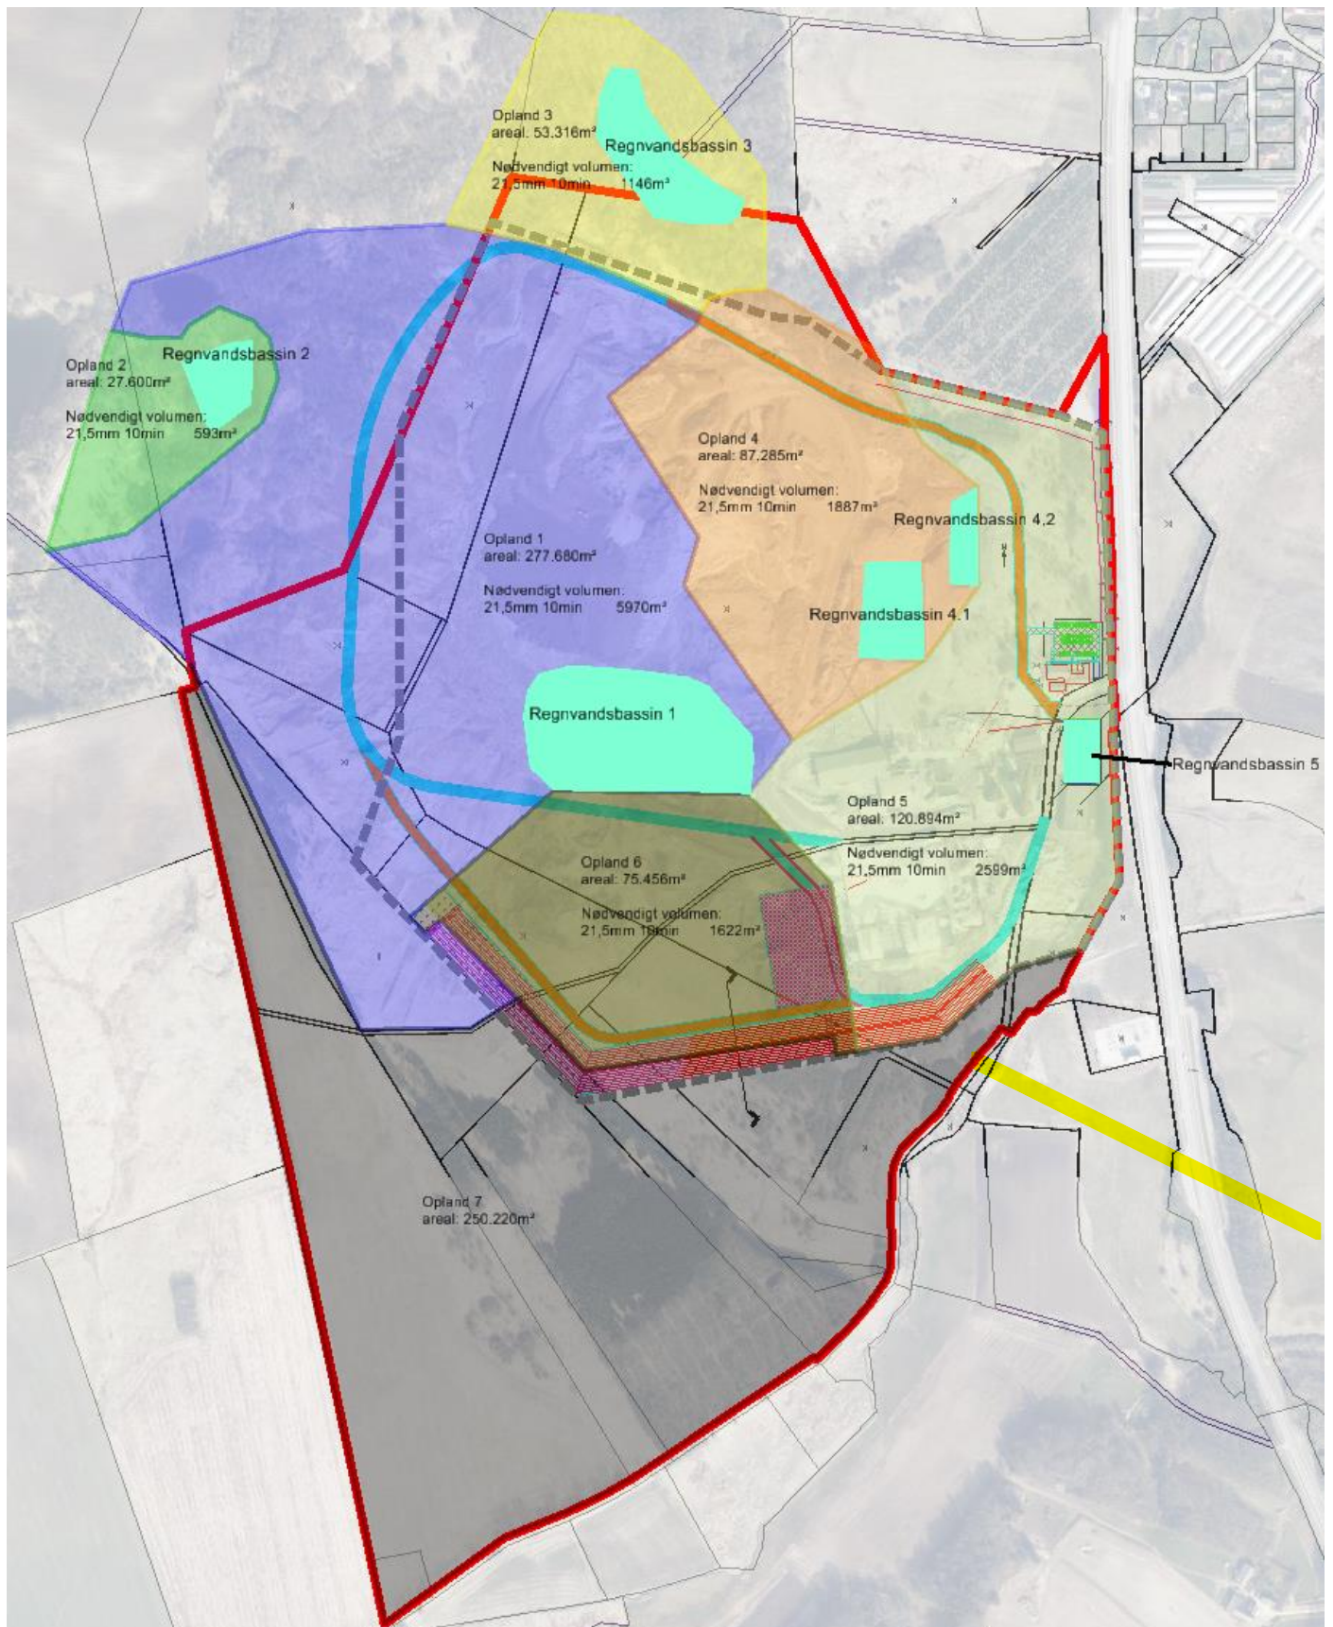 Opland 3
areal: 53.316m²
Regnvandsbassin 3
Nødvendigt volumen:
21,5mm 10min 1146m³
Regnvandsbassin 2
Opland 2
areal: 27.600m²
Nødvendigt volumen:
21,5mm 10min 593m³
Opland 4
areal: 87.285m²
Nødvendigt volumen:
21,5mm 10min 1887m³
Regnvandsbassin 4.2
Opland 1
areal: 277.680m²
Nødvendigt volumen:
21,5mm 10min 5970m³
Regnvandsbassin 4.1
Regnvandsbassin 1
Regnvandsbassin 5
Opland 5
areal: 120.894m²
Nødvendigt volumen:
21,5mm 10min 2599m³
Opland 6
areal: 75.456m²
Nødvendigt volumen:
21,5mm 10min 1622m³
Opland 7
areal: 250.220m²